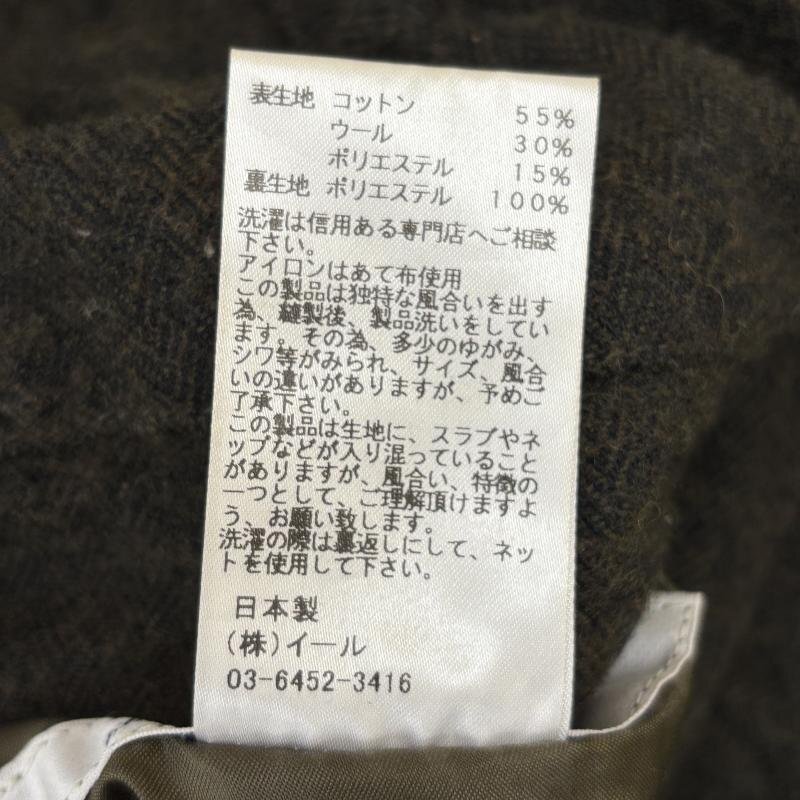 表生地 コットン 55%
ウール 30%
ポリエステル 15%
裏生地 ポリエステル 100%
洗濯は信用ある専門店へご相談
下さい。
アイロンはあて布使用
この製品は独特な風合いを出す
為、縫製後、製品洗いをしてい
ます。その為、多少のゆがみ、
シワ等がみられ、サイズ、風合
いの違いがありますが、予めご
了承下さい。
この製品は生地に、スラブやネ
ップなどが入り混っていること
がありますが、風合い、特徴の
一つとして、ご理解頂けますよ
う、お願い致します。
洗濯の際は裏返しにして、ネッ
トを使用して下さい。
日本製
(株)イール
03-6452-3416